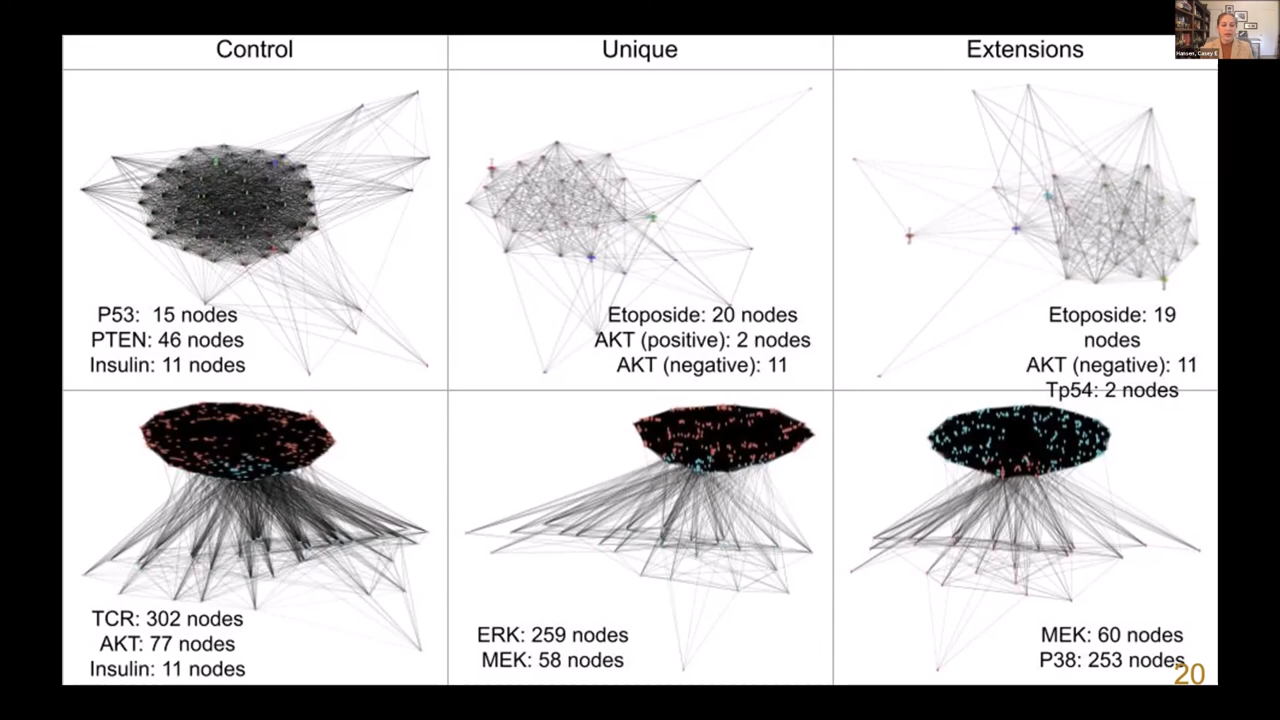 Control
Unique
Extensions
P53: 15 nodes
PTEN: 46 nodes
Insulin: 11 nodes
Etoposide: 20 nodes
AKT (positive): 2 nodes
AKT (negative): 11
Etoposide: 19
nodes
AKT (negative): 11
Tp54: 2 nodes
TCR: 302 nodes
AKT: 77 nodes
Insulin: 11 nodes
ERK: 259 nodes
MEK: 58 nodes
MEK: 60 nodes
P38: 253 nodes
20
Hansen, Casey E